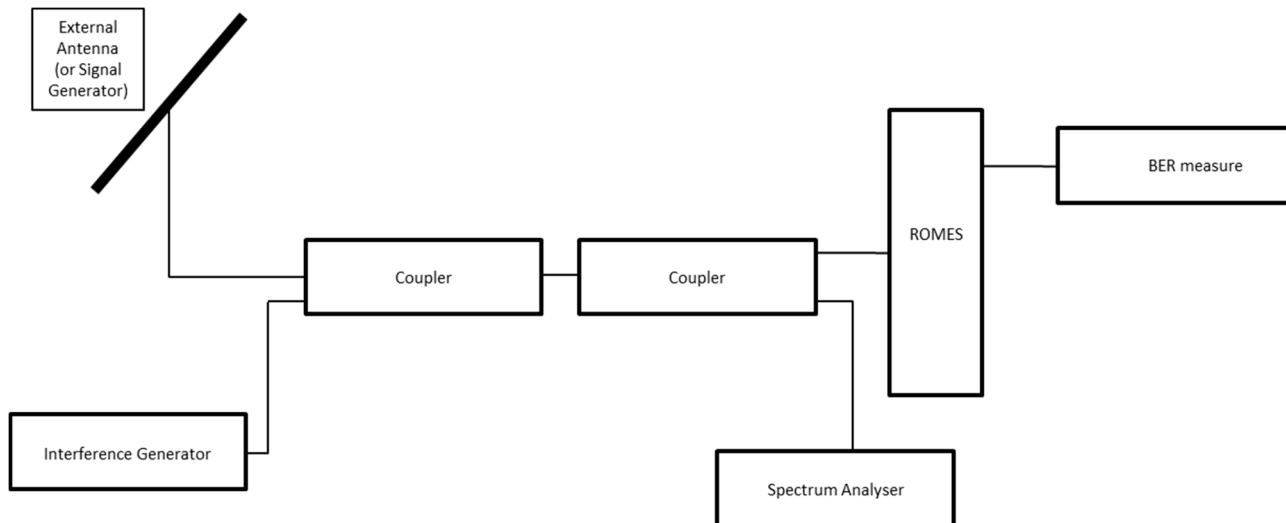 External
Antenna
(or Signal
Generator)
BER measure
ROMES
Coupler
Coupler
Interference Generator
Spectrum Analyser